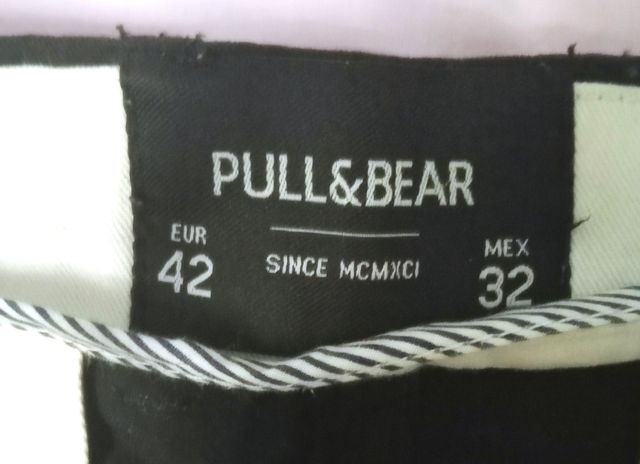 PULL&BEAR
EUR
42
SINCE MCMXCI
MEX
32